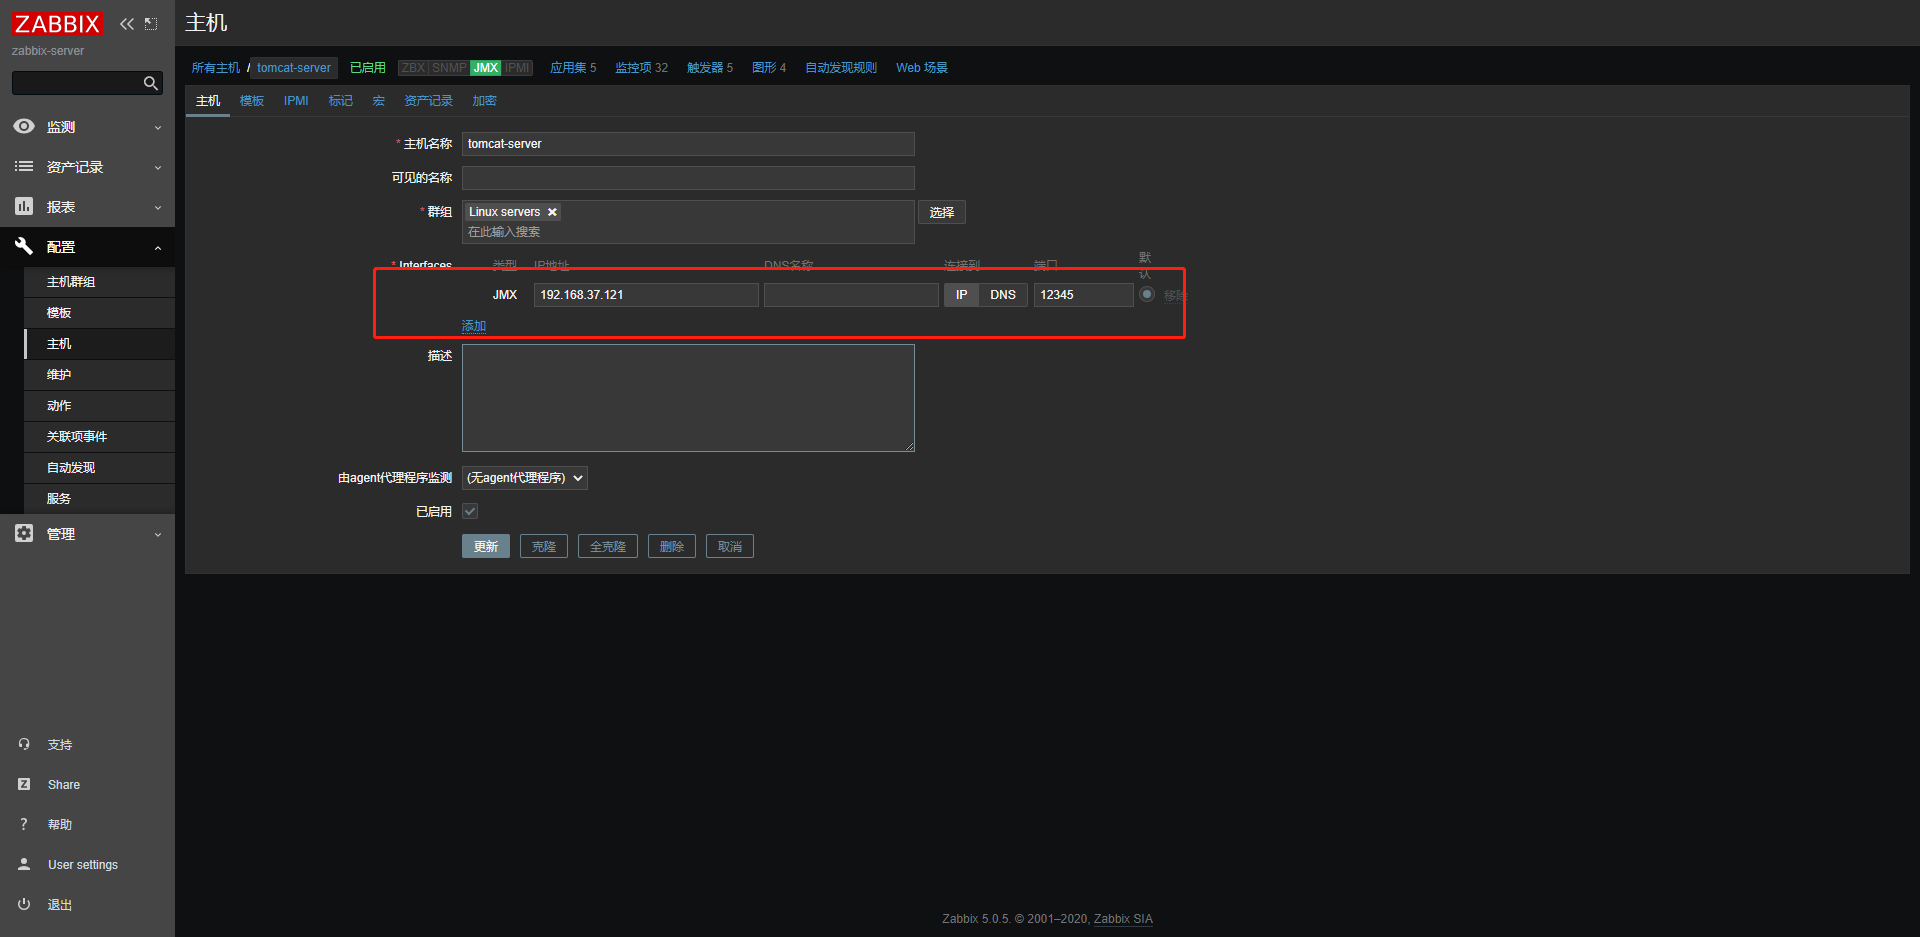 ZABBIX
zabbix-server
监测
资产记录
报表
配置
主机群组
模板
主机
维护
动作
关联项事件
自动发现
服务
管理
支持
Share
帮助
User settings
退出
主机
所有主机 / tomcat-server 已启用 ZBX SNMP JMX IPMI 应用集 5 监控项 32 触发器 5 图形 4 自动发现规则 Web 场景
主机 模板 IPMI 标记 宏 资产记录 加密
* 主机名称 tomcat-server
可见的名称
* 群组 Linux servers 选择
在此输入搜索
* Interfaces 类型 IP地址 DNS名称 连接到 端口 默认
JMX 192.168.37.121 IP DNS 12345 移除
添加
描述
由agent代理程序监测 (无agent代理程序)
已启用
更新 克隆 全克隆 删除 取消
Zabbix 5.0.5. © 2001–2020, Zabbix SIA